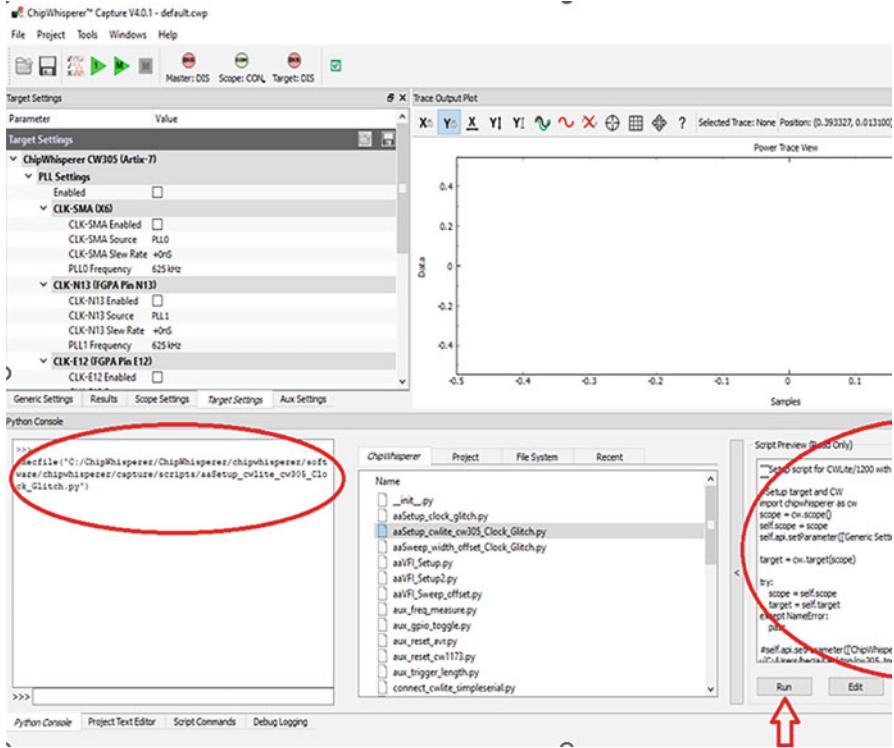 ChipWhisperer™ Capture V4.0.1 - default.cwp
File Project Tools Windows Help
Master: DIS Scope: CON, Target: DIS
Target Settings
Parameter Value
Target Settings
ChipWhisperer CW305 (Artix-7)
PLL Settings
Enabled
CLK-SMA (X6)
CLK-SMA Enabled
CLK-SMA Source PLL0
CLK-SMA Slew Rate +0nS
PLL0 Frequency 625 kHz
CLK-N13 (FGPA Pin N13)
CLK-N13 Enabled
CLK-N13 Source PLL1
CLK-N13 Slew Rate +0nS
PLL1 Frequency 625 kHz
CLK-E12 (FGPA Pin E12)
CLK-E12 Enabled
Generic Settings Results Scope Settings Target Settings Aux Settings
Trace Output Plot
Selected Trace: None Position: (0.393327, 0.013100)
Power Trace View
Data
0.4
0.2
0
-0.2
-0.4
-0.5 -0.4 -0.3 -0.2 -0.1 0 0.1
Samples
Python Console
>>>
execfile("C:/ChipWhisperer/ChipWhisperer/chipwhisperer/soft
ware/chipwhisperer/capture/scripts/aaSetup_cwlite_cw305_Clo
ck_Glitch.py")
>>>
Python Console Project Text Editor Script Commands Debug Logging
ChipWhisperer Project File System Recent
Name
__init__.py
aaSetup_clock_glitch.py
aaSetup_cwlite_cw305_Clock_Glitch.py
aaSweep_width_offset_Clock_Glitch.py
aaVFI_Setup.py
aaVFI_Setup2.py
aaVFI_Sweep_offset.py
aux_freq_measure.py
aux_gpio_toggle.py
aux_reset_avr.py
aux_reset_cw1173.py
aux_trigger_length.py
connect_cwlite_simpleserial.py
<
Script Preview (Read Only)
"""Setup script for CWLite/1200 with
#Setup target and CW
import chipwhisperer as cw
scope = cw.scope()
self.scope = scope
self.api.setParameter(['Generic Setti
target = cw.target(scope)
try:
scope = self.scope
target = self.target
except NameError:
pass
#self.api.setParameter(['ChipWhispe
Run Edit